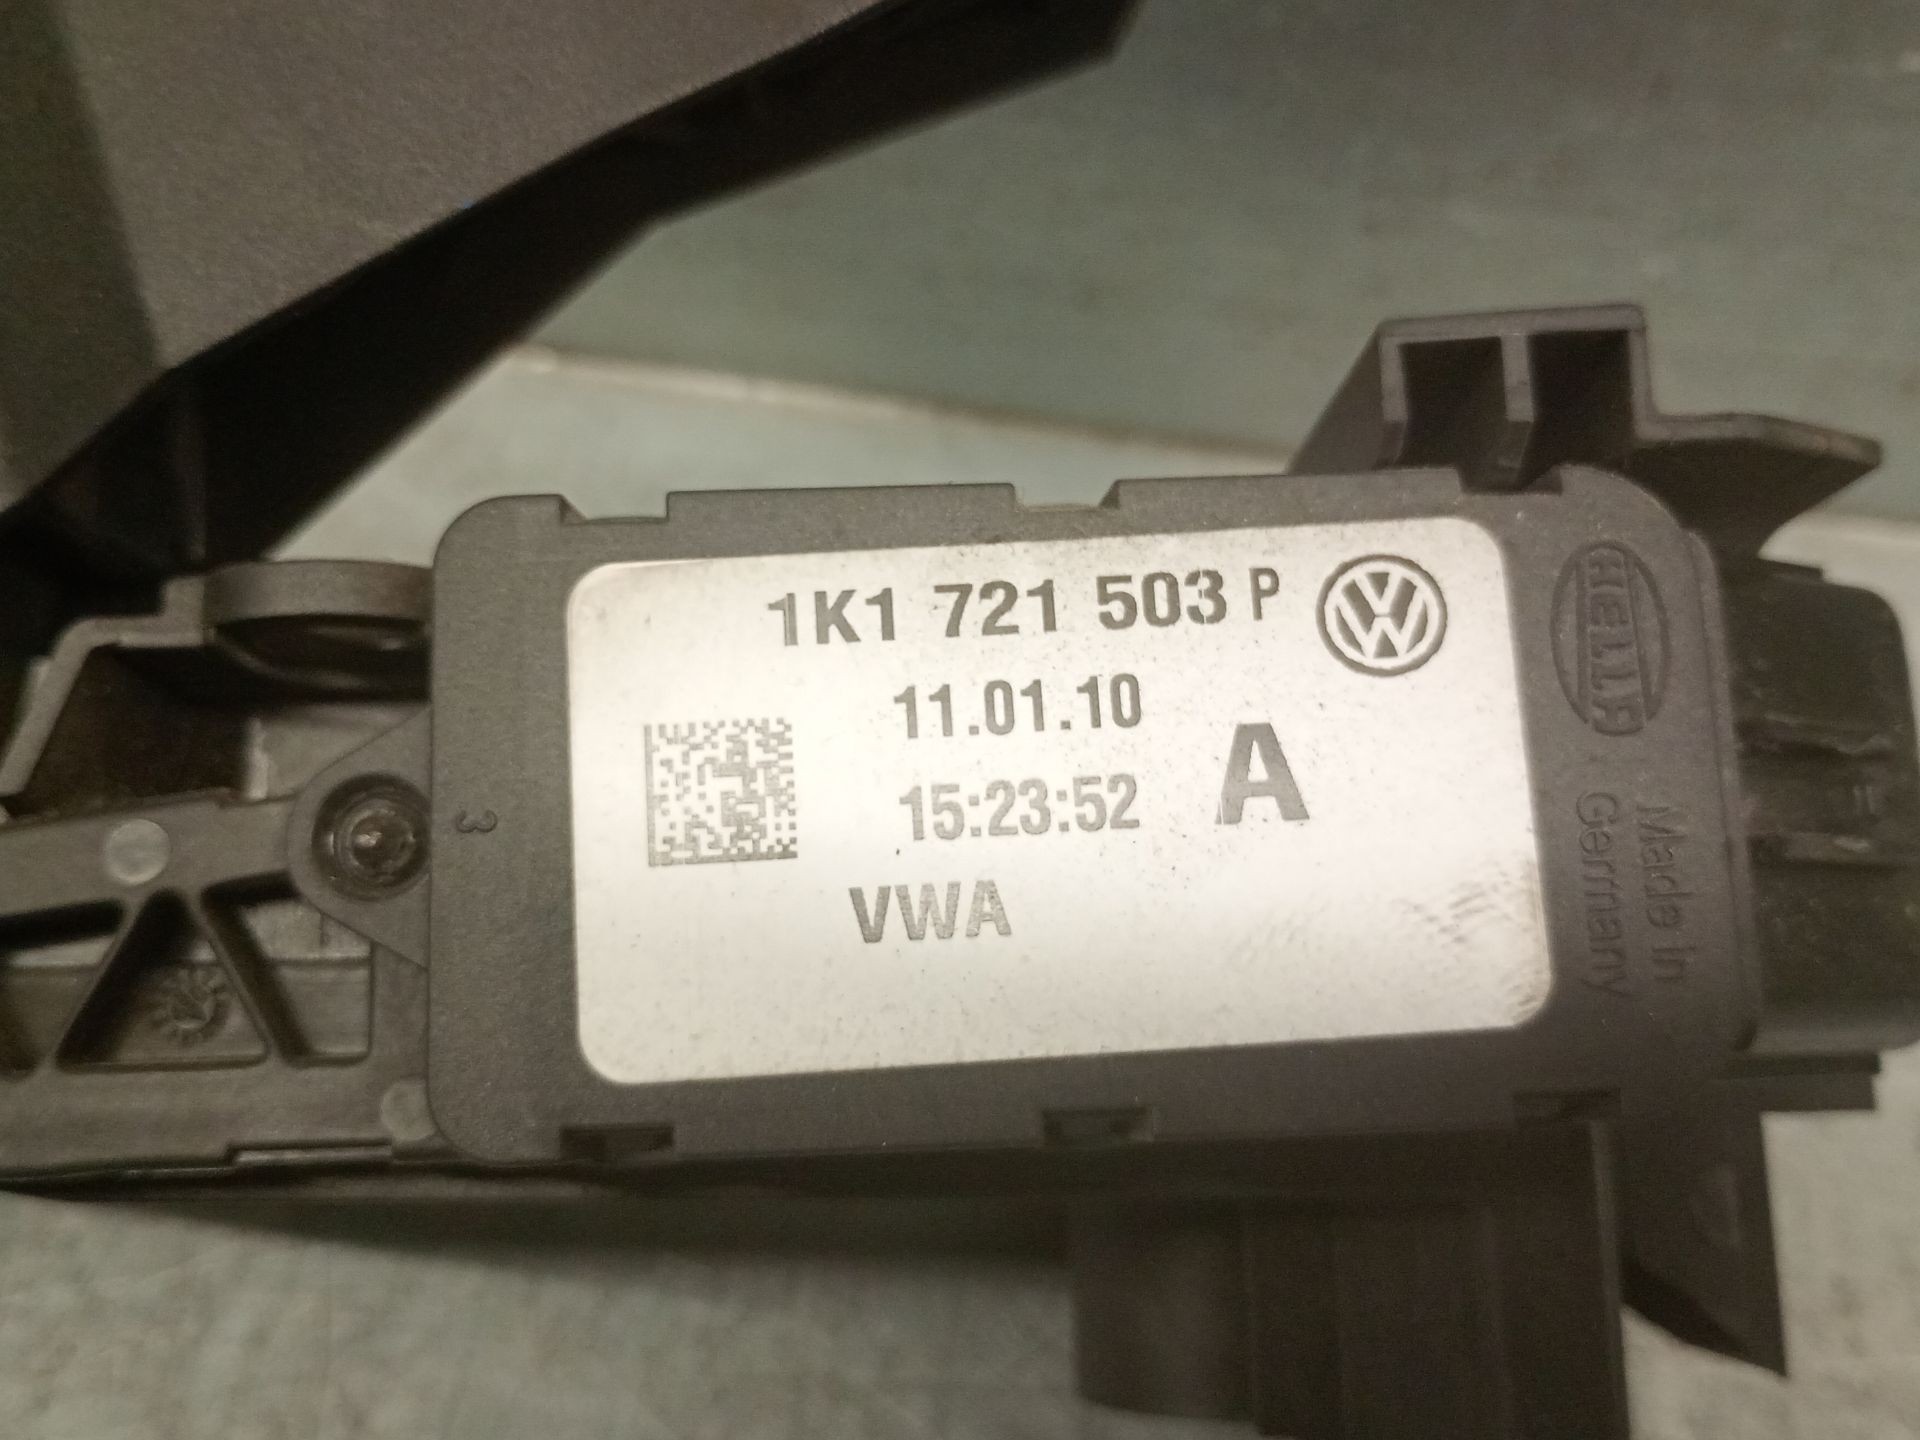 1K1 721 503 P
11.01.10
15:23:52
A
VWA
HELLA
Made in
Germany
3